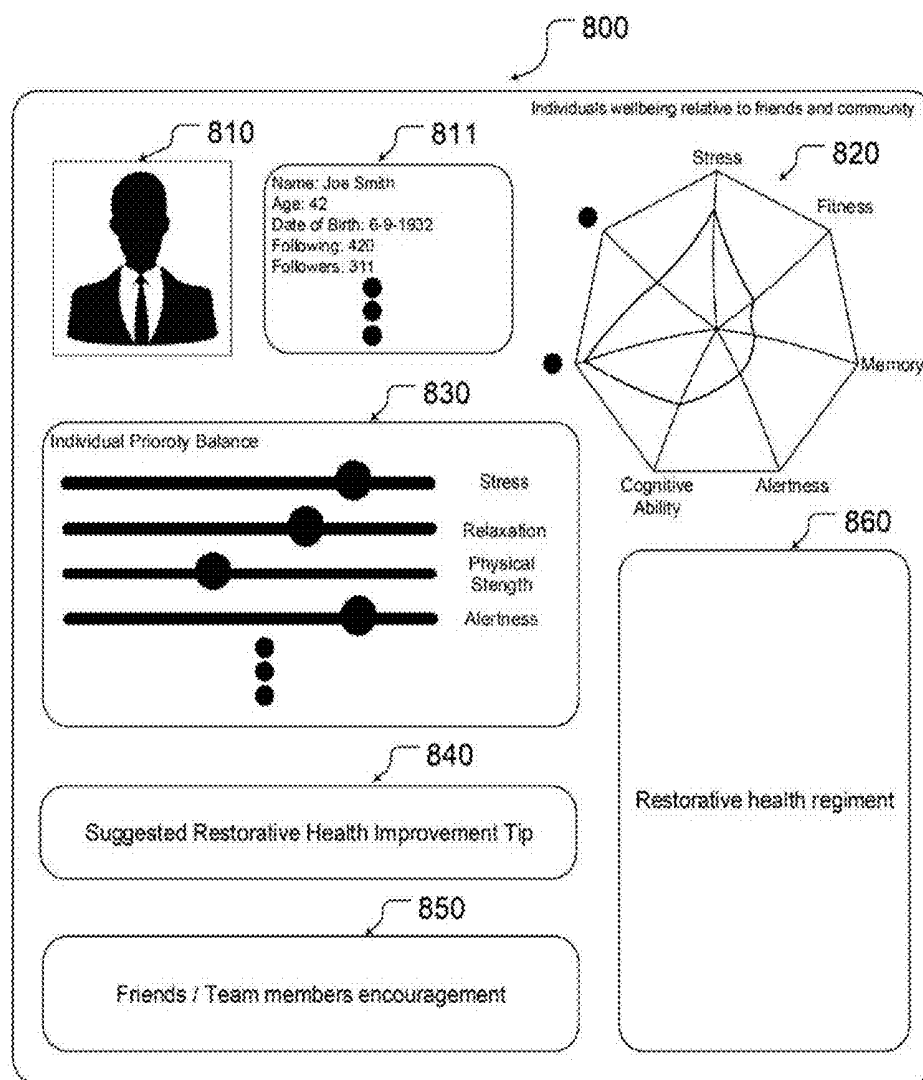 800
Individuals wellbeing relative to friends and community
810
811
820
Name: Joe Smith
Age: 42
Date of Birth: 6-9-1932
Following: 420
Followers: 311
Stress
Fitness
Memory
Alertness
Cognitive
Ability
830
Individual Prioroly Balance
Stress
Relaxation
Physical
Stength
Alertness
860
Restorative health regiment
840
Suggested Restorative Health Improvement Tip
850
Friends / Team members encouragement